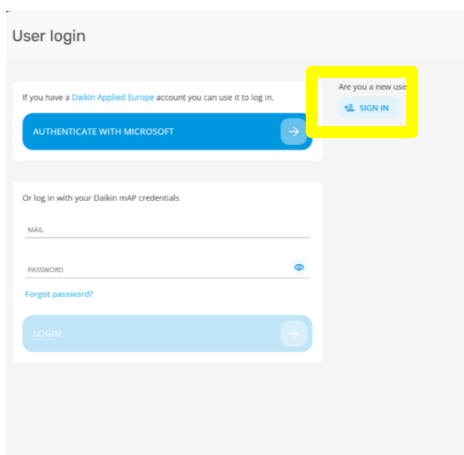 User login
If you have a Daikin Applied Europe account you can use it to log in.
AUTHENTICATE WITH MICROSOFT
Are you a new use
SIGN IN
Or log in with your Daikin mAP credentials
MAIL
PASSWORD
Forgot password?
LOGIN